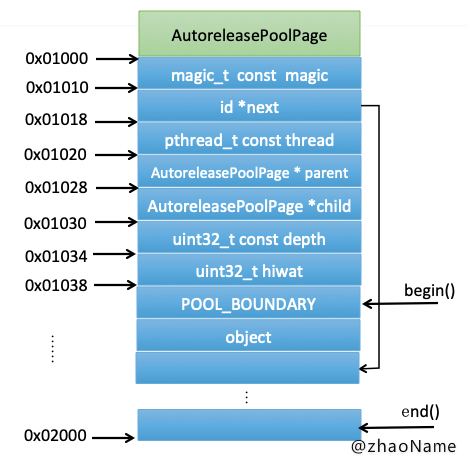 AutoreleasePoolPage
0x01000
magic_t const magic
0x01010
id *next
0x01018
pthread_t const thread
0x01020
AutoreleasePoolPage * parent
0x01028
AutoreleasePoolPage *child
0x01030
uint32_t const depth
0x01034
uint32_t hiwat
0x01038
POOL_BOUNDARY
begin()
object
......
...
end()
0x02000
@zhaoName